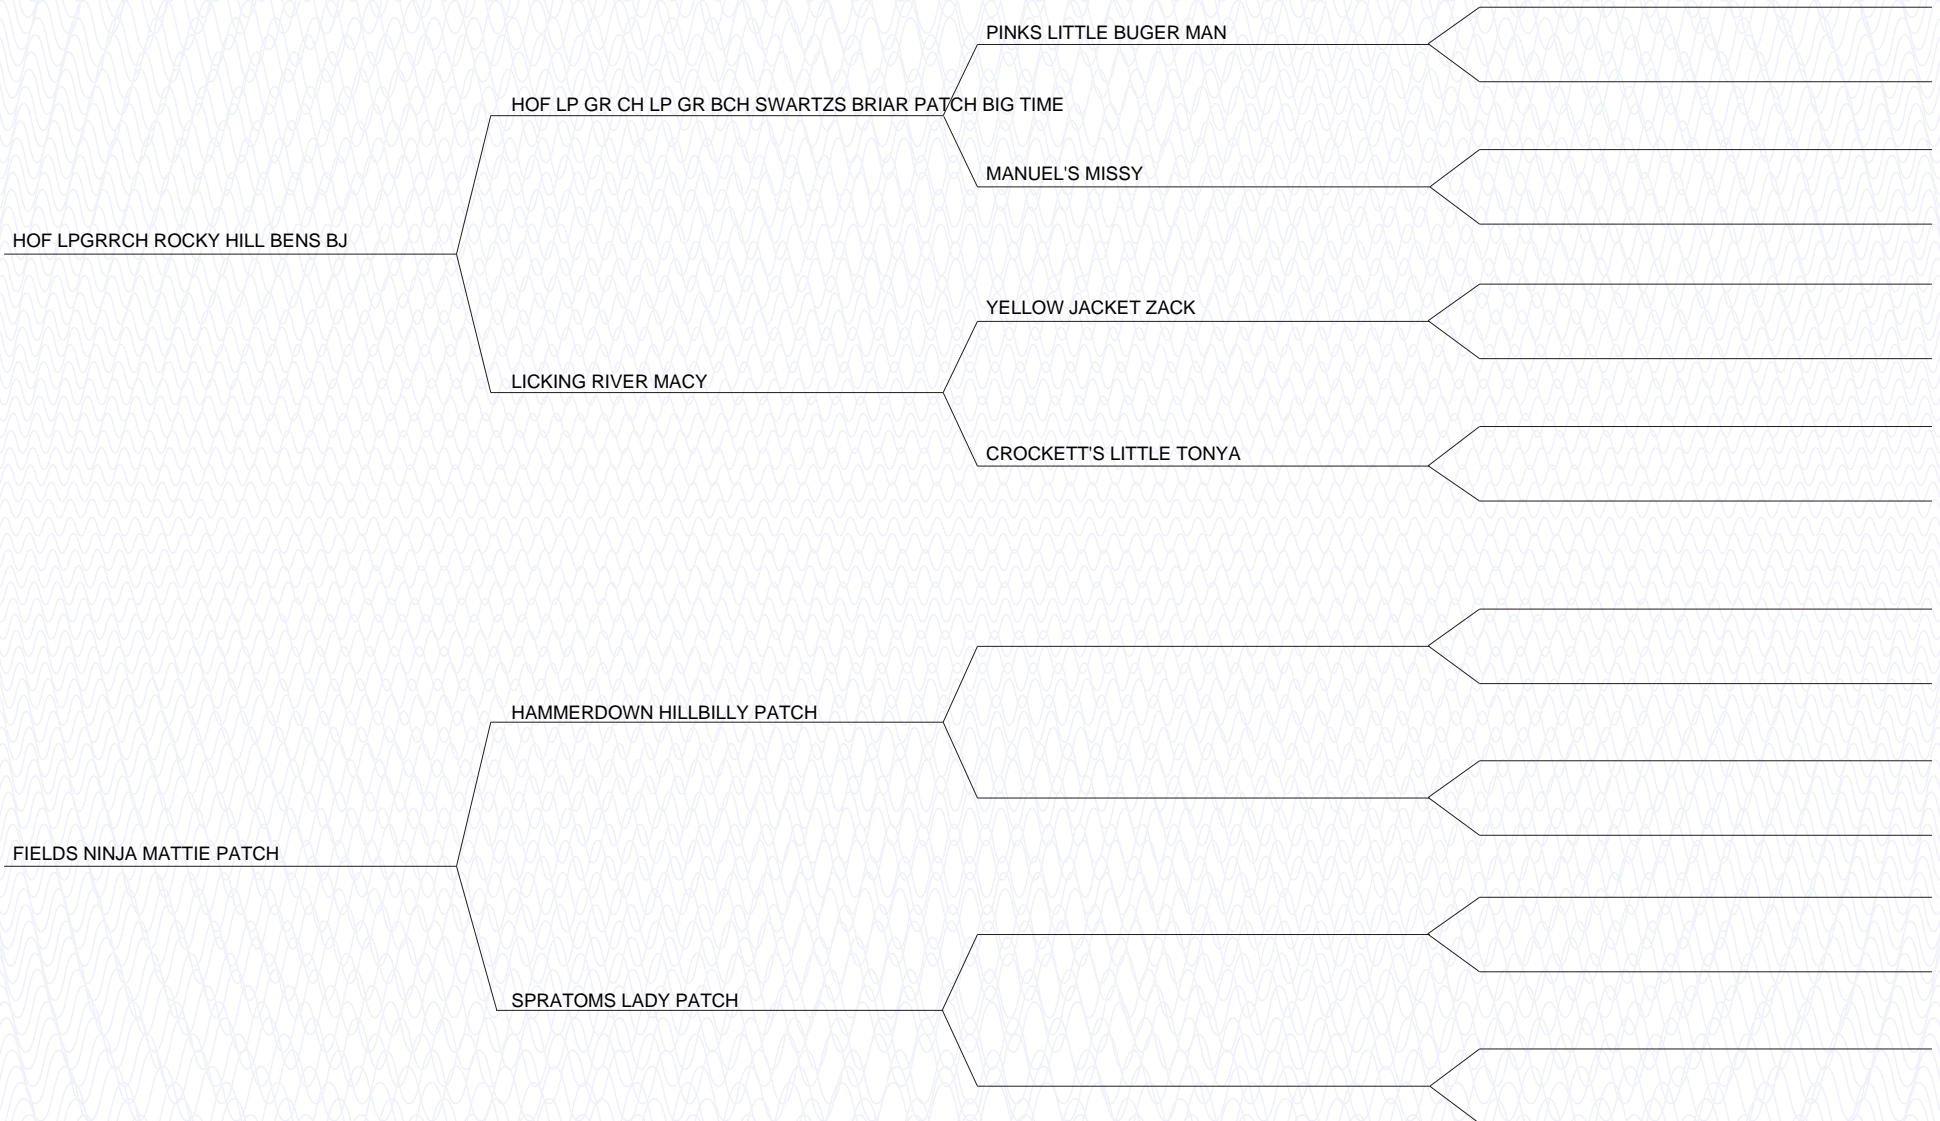 PINKS LITTLE BUGER MAN
HOF LP GR CH LP GR BCH SWARTZS BRIAR PATCH BIG TIME
MANUEL'S MISSY
HOF LPGRRCH ROCKY HILL BENS BJ
YELLOW JACKET ZACK
LICKING RIVER MACY
CROCKETT'S LITTLE TONYA
HAMMERDOWN HILLBILLY PATCH
FIELDS NINJA MATTIE PATCH
SPRATOMS LADY PATCH